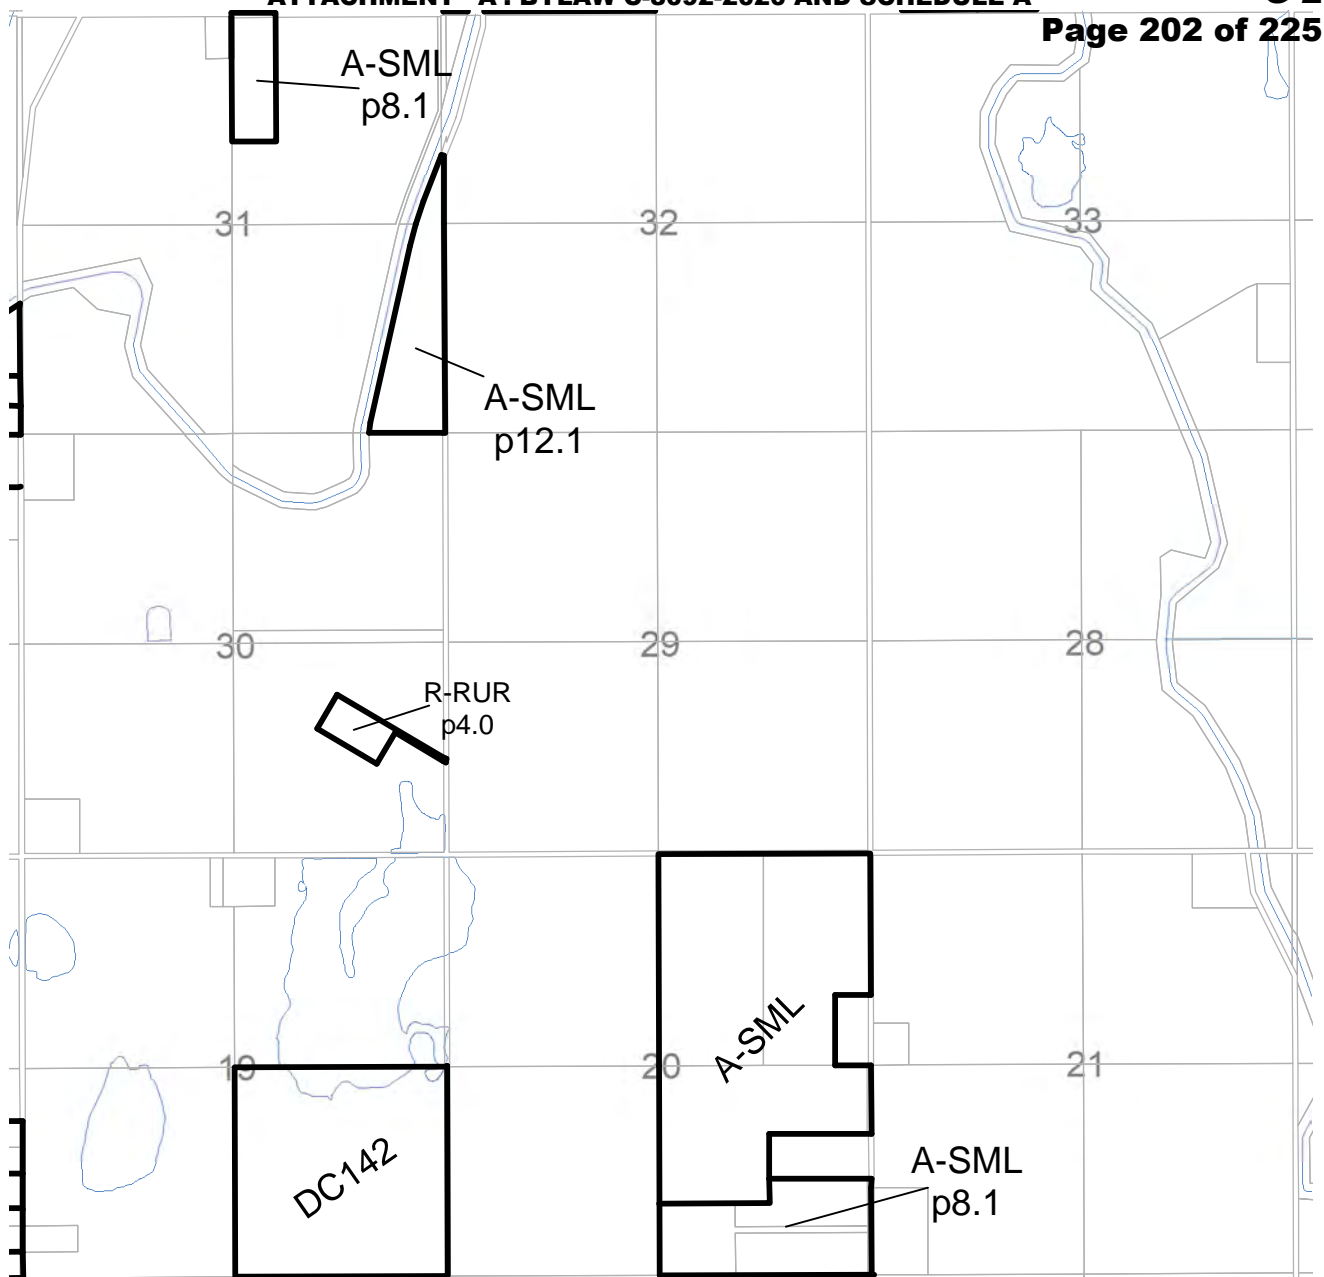 Page 202 of 225
A-SML
p8.1
31
32
33
A-SML
p12.1
30
29
28
R-RUR
p4.0
A-SML
19
20
21
DC142
A-SML
p8.1